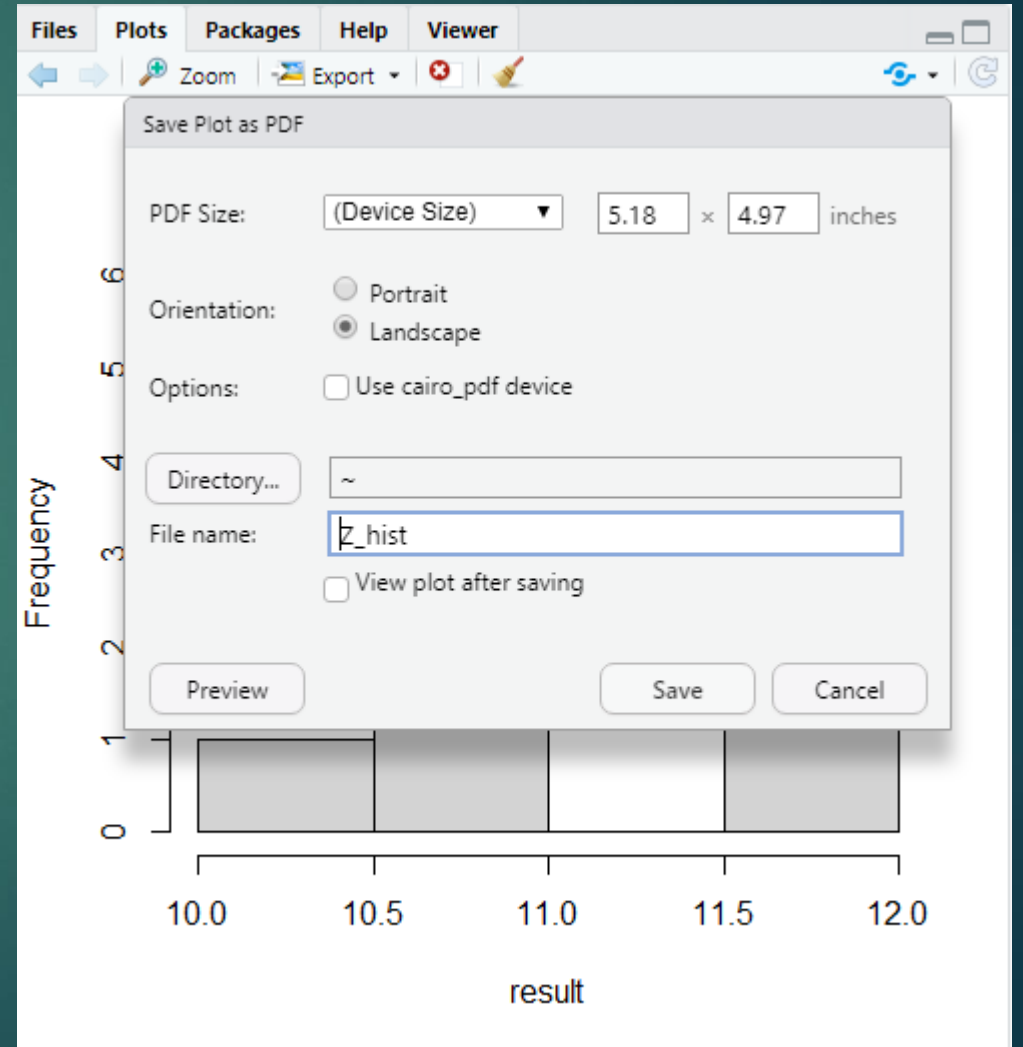 Files Plots Packages Help Viewer
Zoom Export
Save Plot as PDF
PDF Size: (Device Size) 5.18 × 4.97 inches
Orientation: Portrait
Landscape
Options: Use cairo_pdf device
Directory... ~
File name: Z_hist
View plot after saving
Preview Save Cancel
Frequency
6
5
4
3
2
1
0
10.0 10.5 11.0 11.5 12.0
result